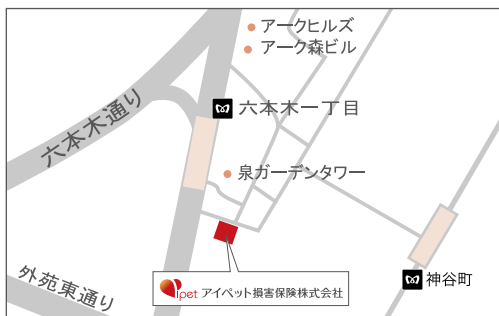 アークヒルズ
アーク森ビル
六本木一丁目
六本木通り
泉ガーデンタワー
外苑東通り
神谷町
ipet アイペット損害保険株式会社